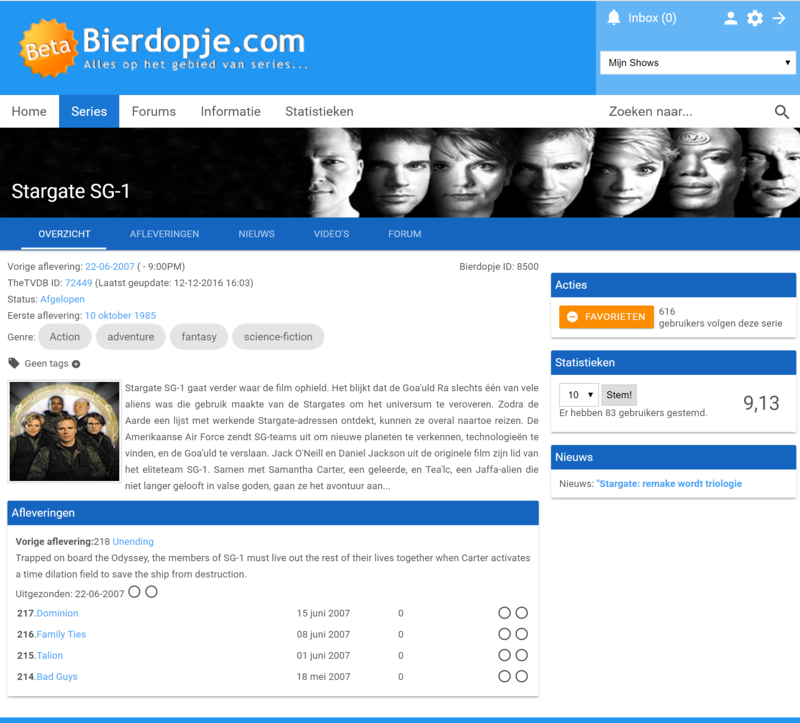 Beta Bierdopje.com
Alles op het gebied van series...
Inbox (0)
Mijn Shows
Home Series Forums Informatie Statistieken Zoeken naar...
Stargate SG-1
OVERZICHT AFLEVERINGEN NIEUWS VIDEO'S FORUM
Vorige aflevering: 22-06-2007 ( - 9:00PM) Bierdopje ID: 8500
TheTVDB ID: 72449 (Laatst geupdate: 12-12-2016 16:03)
Status: Afgelopen
Eerste aflevering: 10 oktober 1985
Genre: Action adventure fantasy science-fiction
Geen tags
Stargate SG-1 gaat verder waar de film ophield. Het blijkt dat de Goa'uld Ra slechts één van vele
aliens was die gebruik maakte van de Stargates om het universum te veroveren. Zodra de
Aarde een lijst met werkende Stargate-adressen ontdekt, kunnen ze overal naartoe reizen. De
Amerikaanse Air Force zendt SG-teams uit om nieuwe planeten te verkennen, technologieën te
vinden, en de Goa'uld te verslaan. Jack O'Neill en Daniel Jackson uit de originele film zijn lid van
het eliteteam SG-1. Samen met Samantha Carter, een geleerde, en Tea'lc, een Jaffa-alien die
niet langer gelooft in valse goden, gaan ze het avontuur aan...
Afleveringen
Vorige aflevering:218 Unending
Trapped on board the Odyssey, the members of SG-1 must live out the rest of their lives together when Carter activates
a time dilation field to save the ship from destruction.
Uitgezonden: 22-06-2007
217.Dominion 15 juni 2007 0
216.Family Ties 08 juni 2007 0
215.Talion 01 juni 2007 0
214.Bad Guys 18 mei 2007 0
Acties
FAVORIETEN
616
gebruikers volgen deze serie
Statistieken
10 Stem!
Er hebben 83 gebruikers gestemd.
9,13
Nieuws
Nieuws: "Stargate: remake wordt triologie